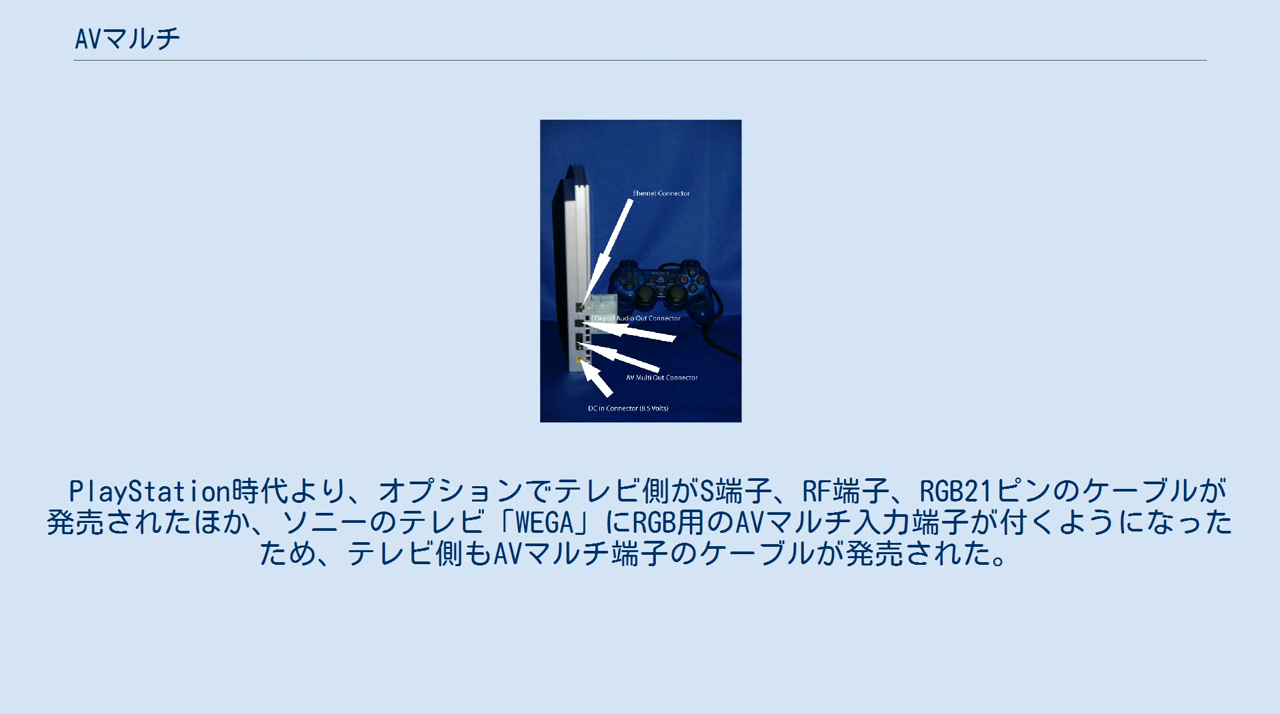 AVマルチ
Ehernet Connector
Digital Audio Out Connector
AV Multi Out Connector
DC in Connector (8.5 Volts)
PlayStation時代より、オプションでテレビ側がS端子、RF端子、RGB21ピンのケーブルが
発売されたほか、ソニーのテレビ「WEGA」にRGB用のAVマルチ入力端子が付くようになった
ため、テレビ側もAVマルチ端子のケーブルが発売された。